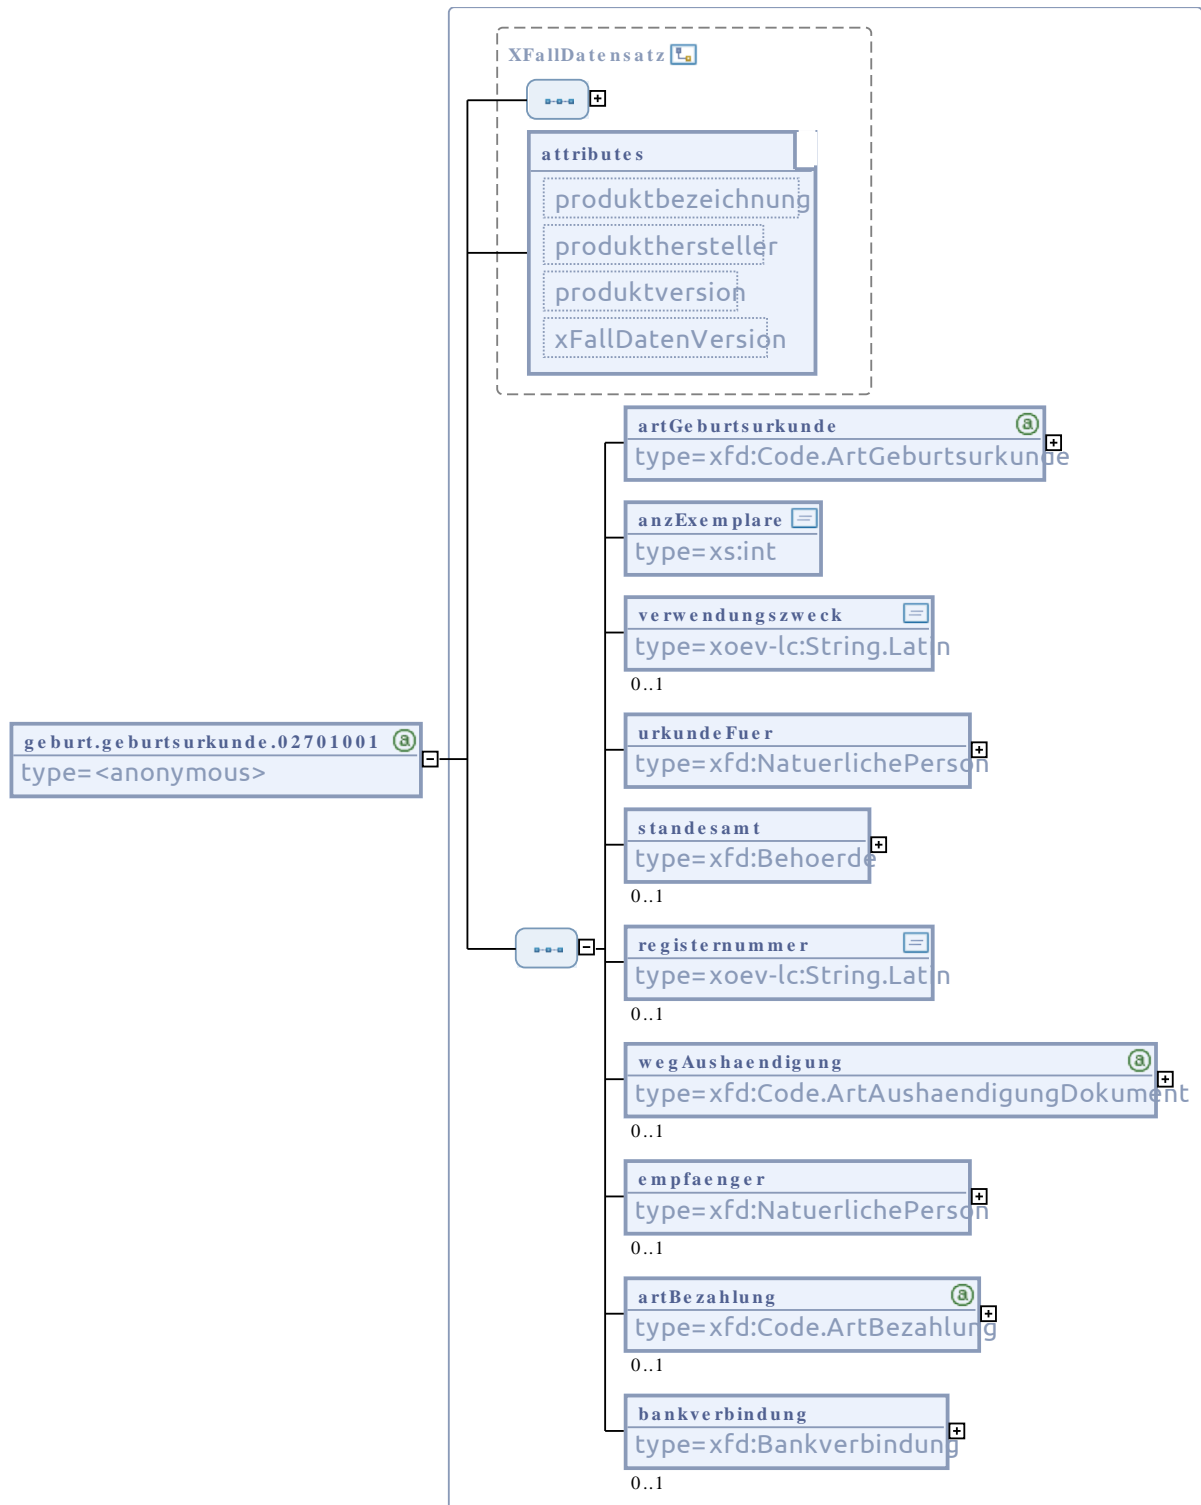 XFallDatensatz
attributes
produktbezeichnung
produkthersteller
produktversion
xFallDatenVersion
artGeburtsurkunde
type=xfd:Code.ArtGeburtsurkunde
anzExemplare
type=xs:int
verwendungszweck
type=xoev-lc:String.Latin
0..1
urkundeFuer
type=xfd:NatuerlichePerson
geburt.geburtsurkunde.02701001
type=<anonymous>
standesamt
type=xfd:Behoerde
0..1
registernummer
type=xoev-lc:String.Latin
0..1
wegAushaendigung
type=xfd:Code.ArtAushaendigungDokument
0..1
empfaenger
type=xfd:NatuerlichePerson
0..1
artBezahlung
type=xfd:Code.ArtBezahlung
0..1
bankverbindung
type=xfd:Bankverbindung
0..1